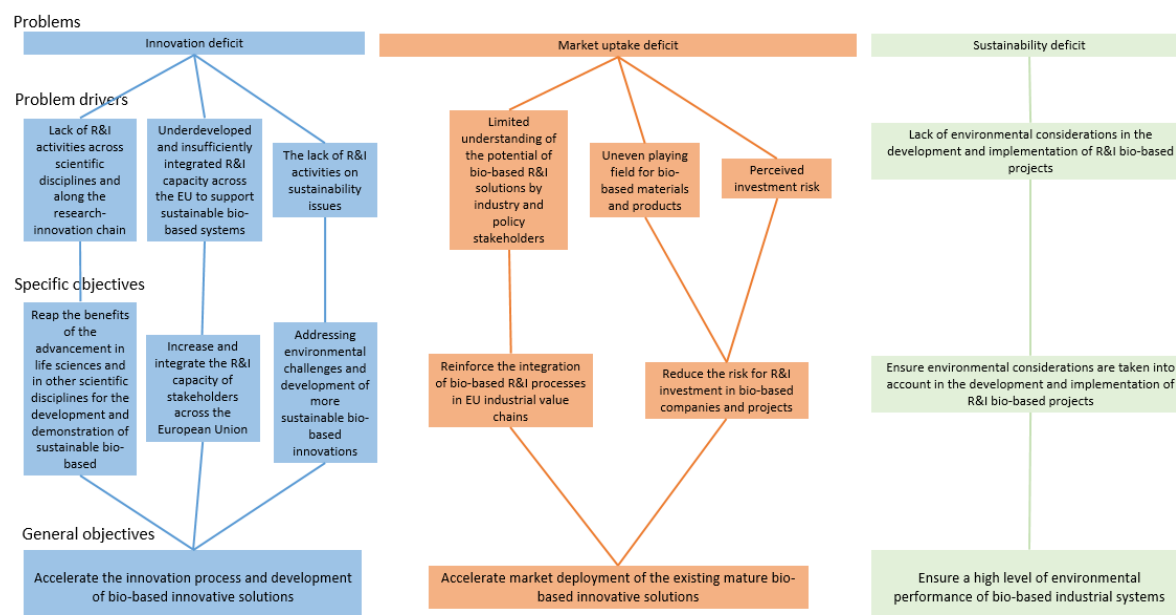 Problems
Innovation deficit
Market uptake deficit
Sustainability deficit
Problem drivers
Lack of R&I
activities across
scientific
disciplines and
along the
research-
innovation chain
Underdeveloped
and insufficiently
integrated R&I
capacity across
the EU to support
sustainable bio-
based systems
The lack of R&I
activities on
sustainability
issues
Limited
understanding of
the potential of
bio-based R&I
solutions by
industry and
policy
stakeholders
Uneven playing
field for bio-
based materials
and products
Perceived
investment risk
Lack of environmental considerations in the
development and implementation of R&I bio-based
projects
Specific objectives
Reap the benefits
of the
advancement in
life sciences and
in other scientific
disciplines for the
development and
demonstration of
sustainable bio-
based
Increase and
integrate the R&I
capacity of
stakeholders
across the
European Union
Addressing
environmental
challenges and
development of
more
sustainable bio-
based
innovations
Reinforce the integration
of bio-based R&I processes
in EU industrial value
chains
Reduce the risk for R&I
investment in bio-based
companies and projects
Ensure environmental considerations are taken into
account in the development and implementation of
R&I bio-based projects
General objectives
Accelerate the innovation process and development
of bio-based innovative solutions
Accelerate market deployment of the existing mature bio-
based innovative solutions
Ensure a high level of environmental
performance of bio-based industrial systems